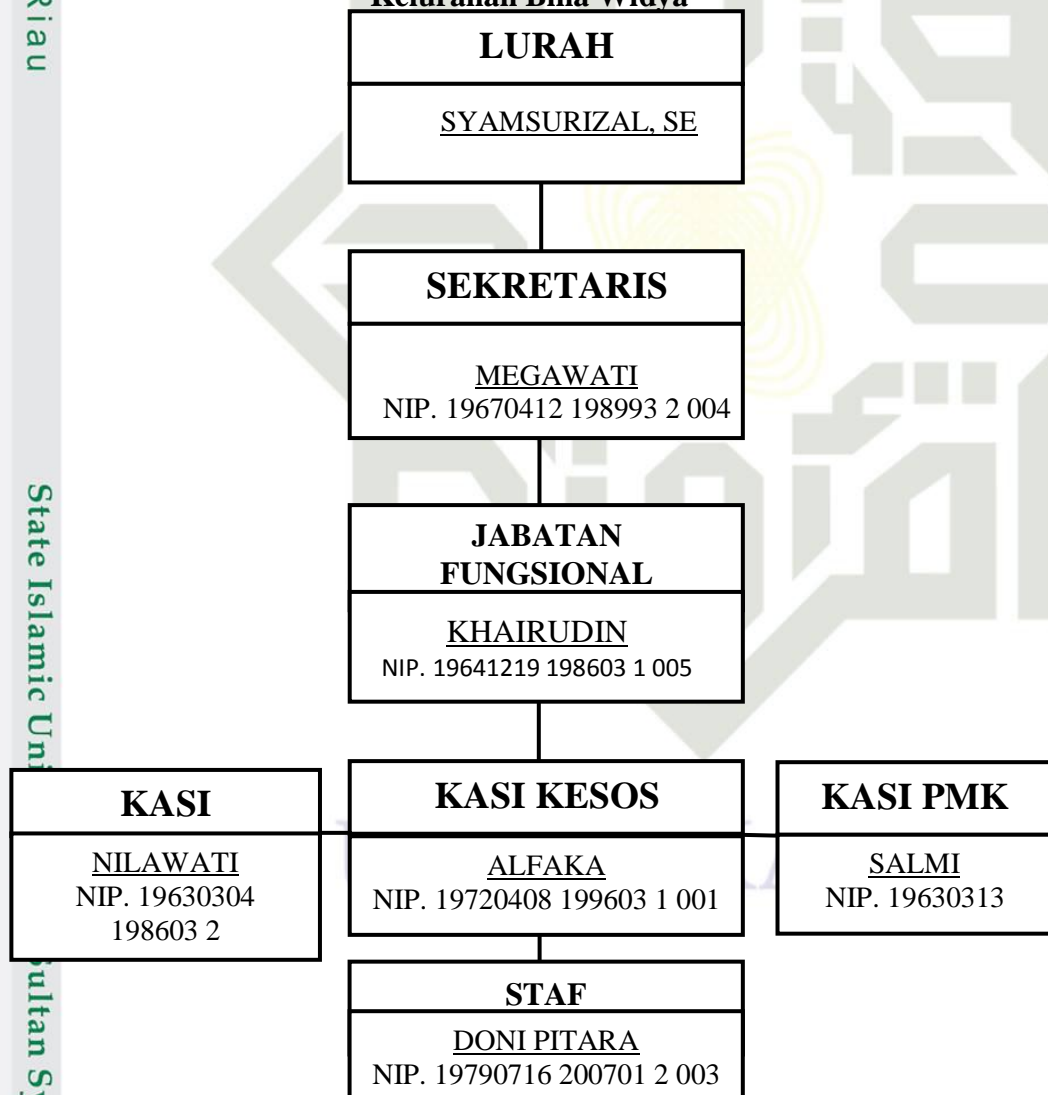 Kelurahan Bina Widya
LURAH
SYAMSURIZAL, SE
SEKRETARIS
MEGAWATI
NIP. 19670412 198993 2 004
JABATAN
FUNGSIONAL
KHAIRUDIN
NIP. 19641219 198603 1 005
KASI
NILAWATI
NIP. 19630304
198603 2
KASI KESOS
ALFAKA
NIP. 19720408 199603 1 001
KASI PMK
SALMI
NIP. 19630313
STAF
DONI PITARA
NIP. 19790716 200701 2 003
Riau
State Islamic Uni
Sultan Sy